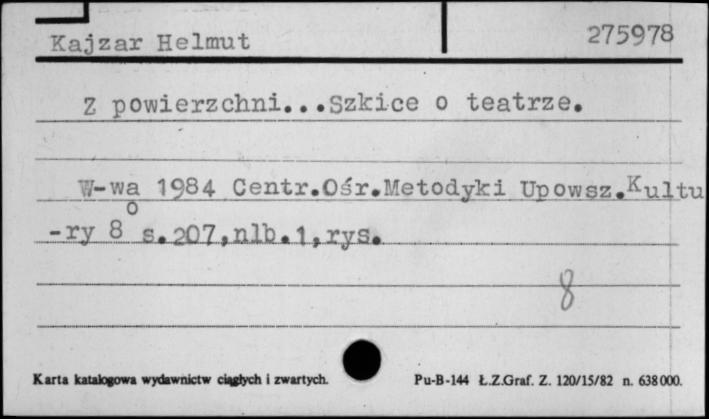 Kajzar Helmut 275978
Z powierzchni...Szkice o teatrze.
W-wa 1984 Centr.Ośr.Metodyki Upowsz.Kultu
-ry 8o s.207,nlb.1,rys.
8
Karta katalogowa wydawnictw ciągłych i zwartych. Pu-B-144 Ł.Z.Graf. Z. 120/15/82 n. 638000.